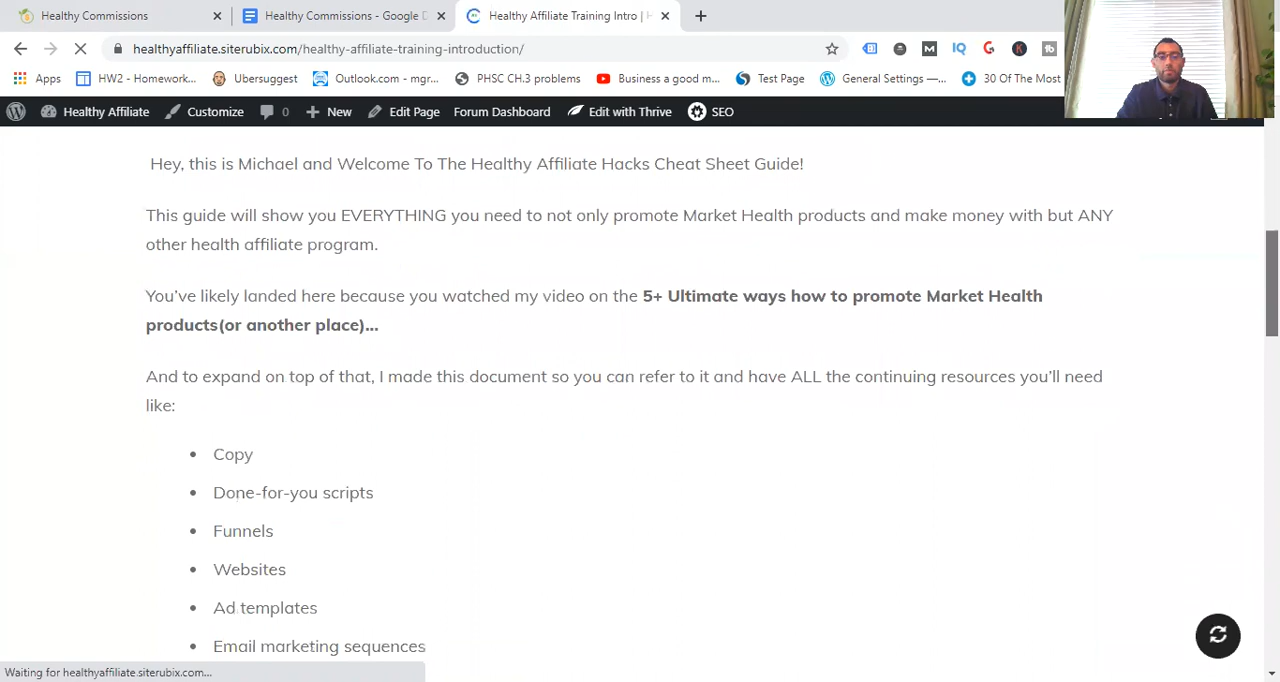 Healthy Commissions
Healthy Commissions - Google D
Healthy Affiliate Training Intro |
healthyaffiliate.siterubix.com/healthy-affiliate-training-introduction/
Apps
HW2 - Homework...
Ubersuggest
Outlook.com - mgr...
PHSC CH.3 problems
Business a good m...
Test Page
General Settings —...
30 Of The Most
Healthy Affiliate
Customize
0
New
Edit Page
Forum Dashboard
Edit with Thrive
SEO
Hey, this is Michael and Welcome To The Healthy Affiliate Hacks Cheat Sheet Guide!
This guide will show you EVERYTHING you need to not only promote Market Health products and make money with but ANY
other health affiliate program.
You’ve likely landed here because you watched my video on the 5+ Ultimate ways how to promote Market Health
products(or another place)...
And to expand on top of that, I made this document so you can refer to it and have ALL the continuing resources you’ll need
like:
• Copy
• Done-for-you scripts
• Funnels
• Websites
• Ad templates
• Email marketing sequences
Waiting for healthyaffiliate.siterubix.com...